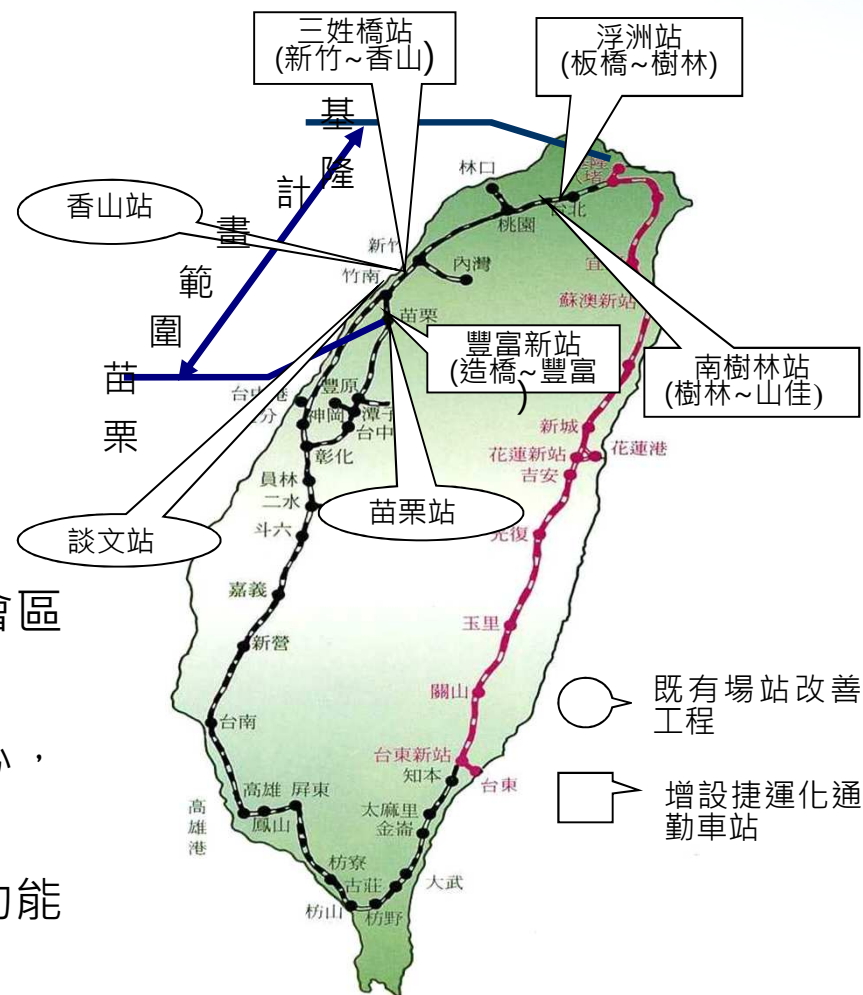 三姓橋站
(新竹~香山)
浮洲站
(板橋~樹林)
基隆
計畫範圍
苗栗
香山站
林口
桃園
台北
新竹
內灣
竹南
宜
蘇澳新站
苗栗
豐富新站
(造橋~豐富
)
南樹林站
(樹林~山佳)
台中港
豐原
神岡
潭子
台中
彰化
新城
花蓮新站
花蓮港
吉安
員林
二水
談文站
苗栗站
斗六
光復
嘉義
會區
新營
玉里
關山
既有場站改善
工程
台南
台東新站
知本
台東
增設捷運化通
勤車站
高雄
屏東
鳳山
高雄港
太麻里
金崙
枋寮
古莊
大武
枋山
枋野
功能